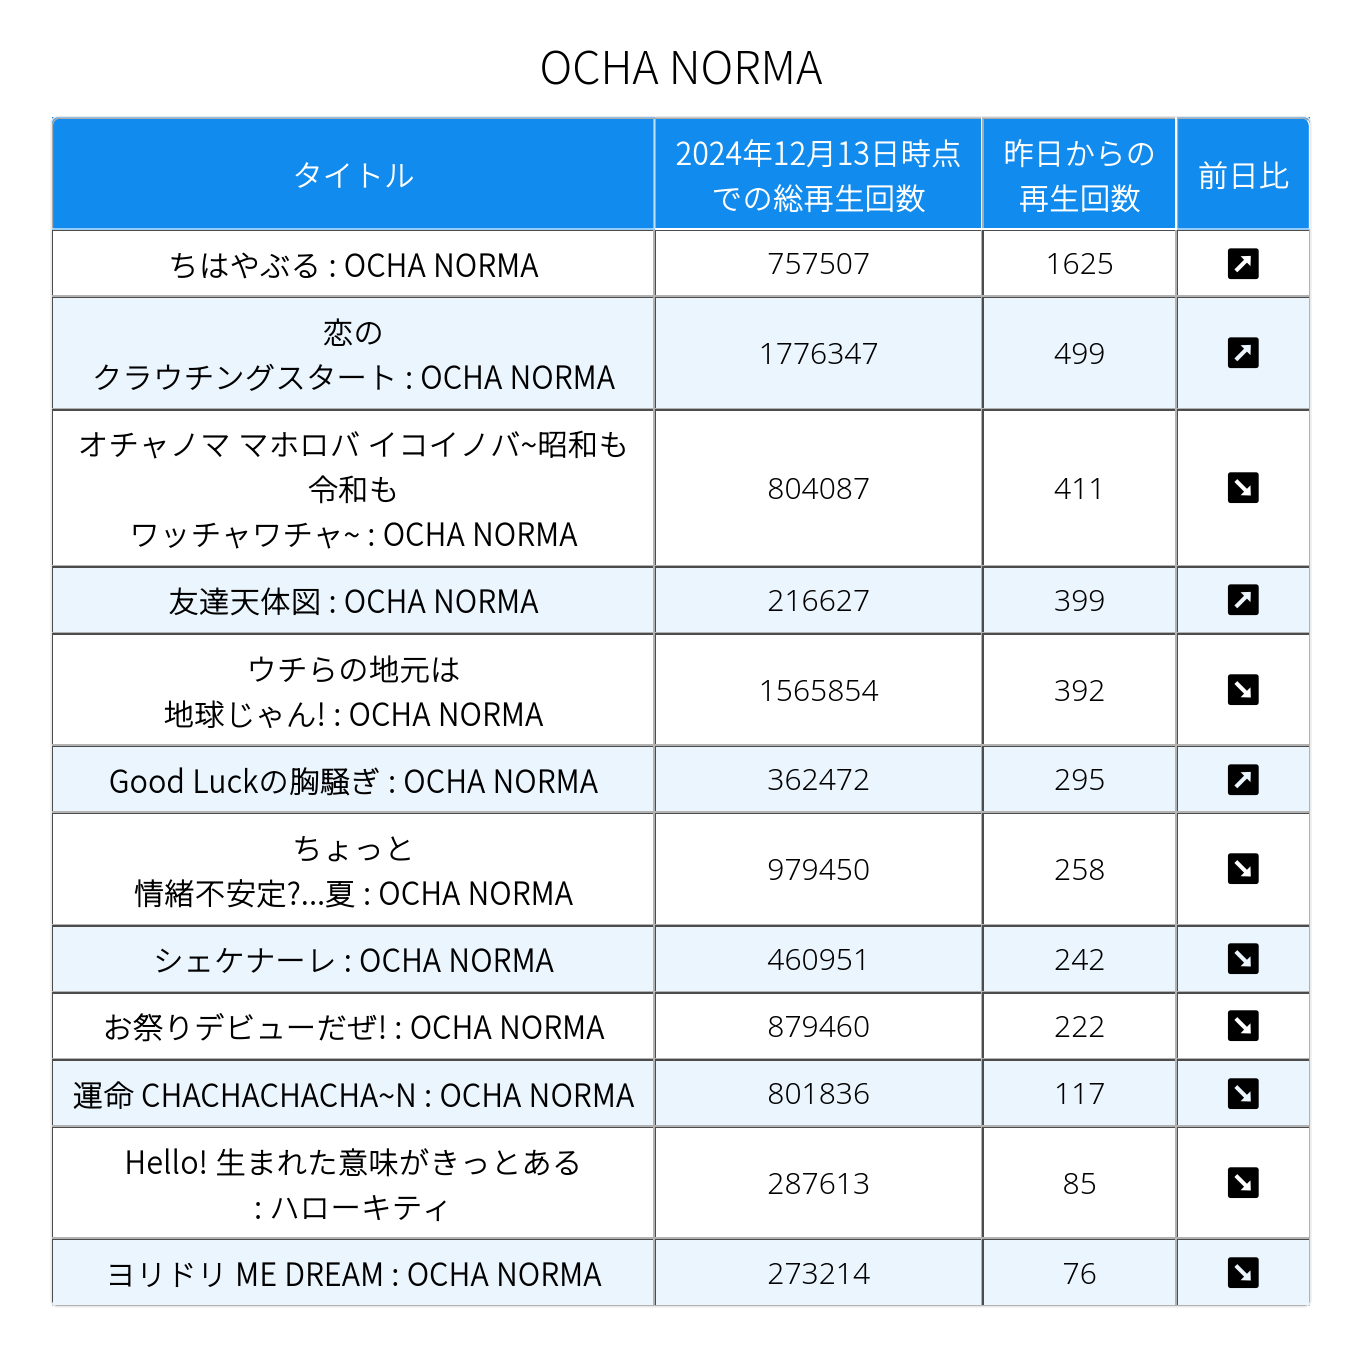 OCHA NORMA
タイトル
2024年12月13日時点
での総再生回数
昨日からの
再生回数
前日比
ちはやぶる : OCHA NORMA
757507
1625
恋の
クラウチングスタート : OCHA NORMA
1776347
499
オチャノマ マホロバ イコイノバ~昭和も
令和も
ワッチャワチャ~ : OCHA NORMA
804087
411
友達天体図 : OCHA NORMA
216627
399
ウチらの地元は
地球じゃん! : OCHA NORMA
1565854
392
Good Luckの胸騒ぎ : OCHA NORMA
362472
295
ちょっと
情緒不安定?...夏 : OCHA NORMA
979450
258
シェケナーレ : OCHA NORMA
460951
242
お祭りデビューだぜ! : OCHA NORMA
879460
222
運命 CHACHACHACHA~N : OCHA NORMA
801836
117
Hello! 生まれた意味がきっとある
: ハローキティ
287613
85
ヨリドリ ME DREAM : OCHA NORMA
273214
76